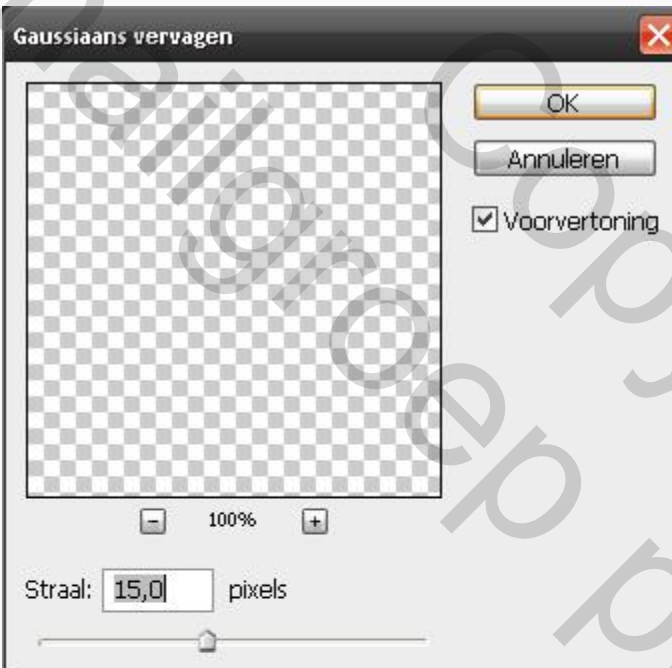 Gaussiaans vervagen
OK
Annuleren
Voorvertoning
100%
Straal: 15,0 pixels